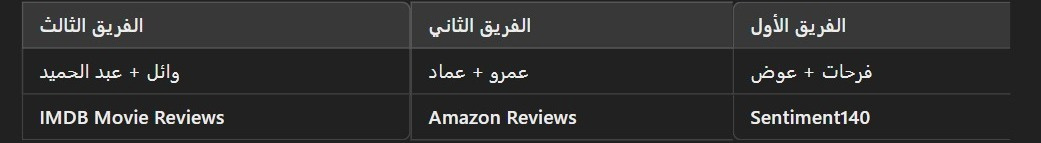 الفريق الأول	الفريق الثاني	الفريق الثالث
فرحات + عوض	عمرو + عماد	وائل + عبد الحميد
Sentiment140	Amazon Reviews	IMDB Movie Reviews